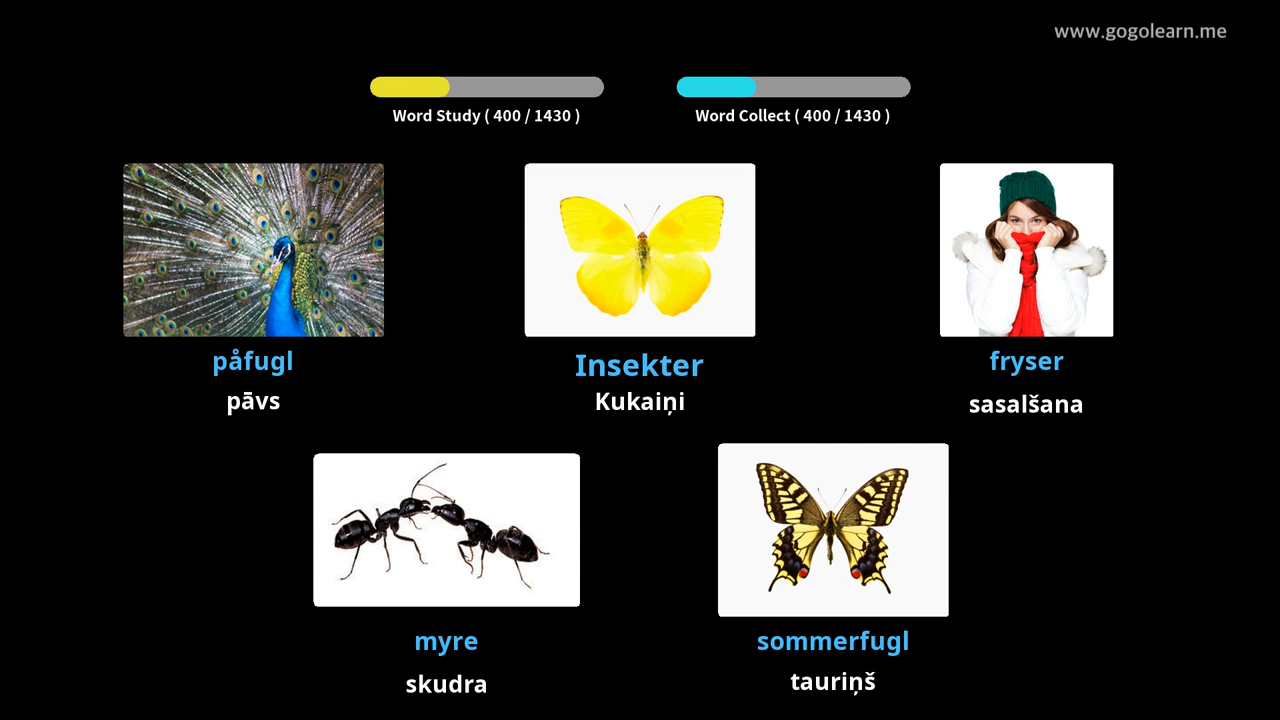 www.gogolearn.me
Word Study ( 400 / 1430 )
Word Collect ( 400 / 1430 )
påfugl
pāvs
Insekter
Kukaiņi
fryser
sasalšana
myre
skudra
sommerfugl
tauriņš